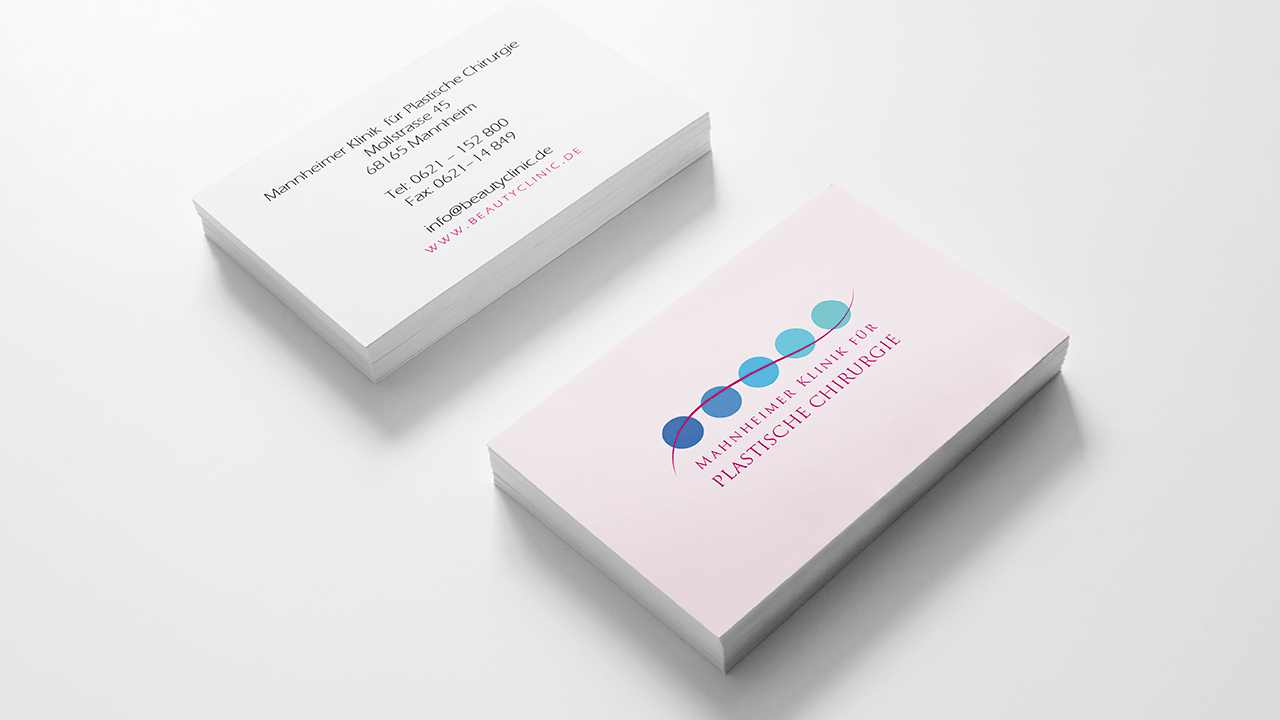 Mannheimer Klinik für Plastische Chirurgie
Mollstrasse 45
68165 Mannheim
Tel: 0621 - 152 800
Fax: 0621-14 849
info@beautyclinic.de
www.BEAUTYCLINIC.DE
MAHNHEIMER KLINIK FÜR
PLASTISCHE CHIRURGIE